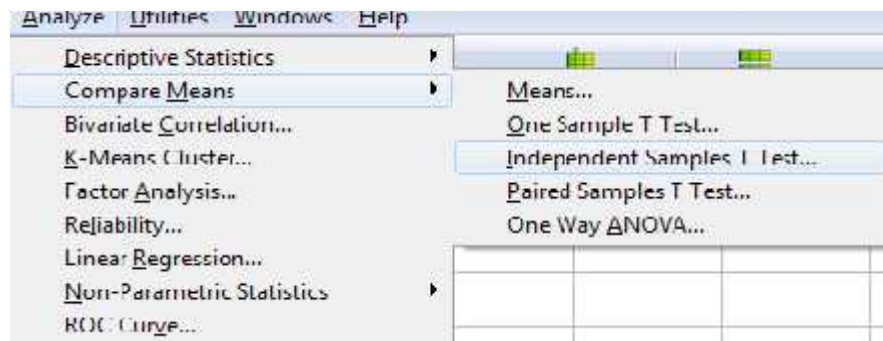 Analyze Utilities Windows Help
Descriptive Statistics
Compare Means
Bivariate Correlation...
K-Means Cluster...
Factor Analysis...
Reliability...
Linear Regression...
Non-Parametric Statistics
ROC Curve...
Means...
One Sample T Test...
Independent Samples T Test...
Paired Samples T Test...
One Way ANOVA...